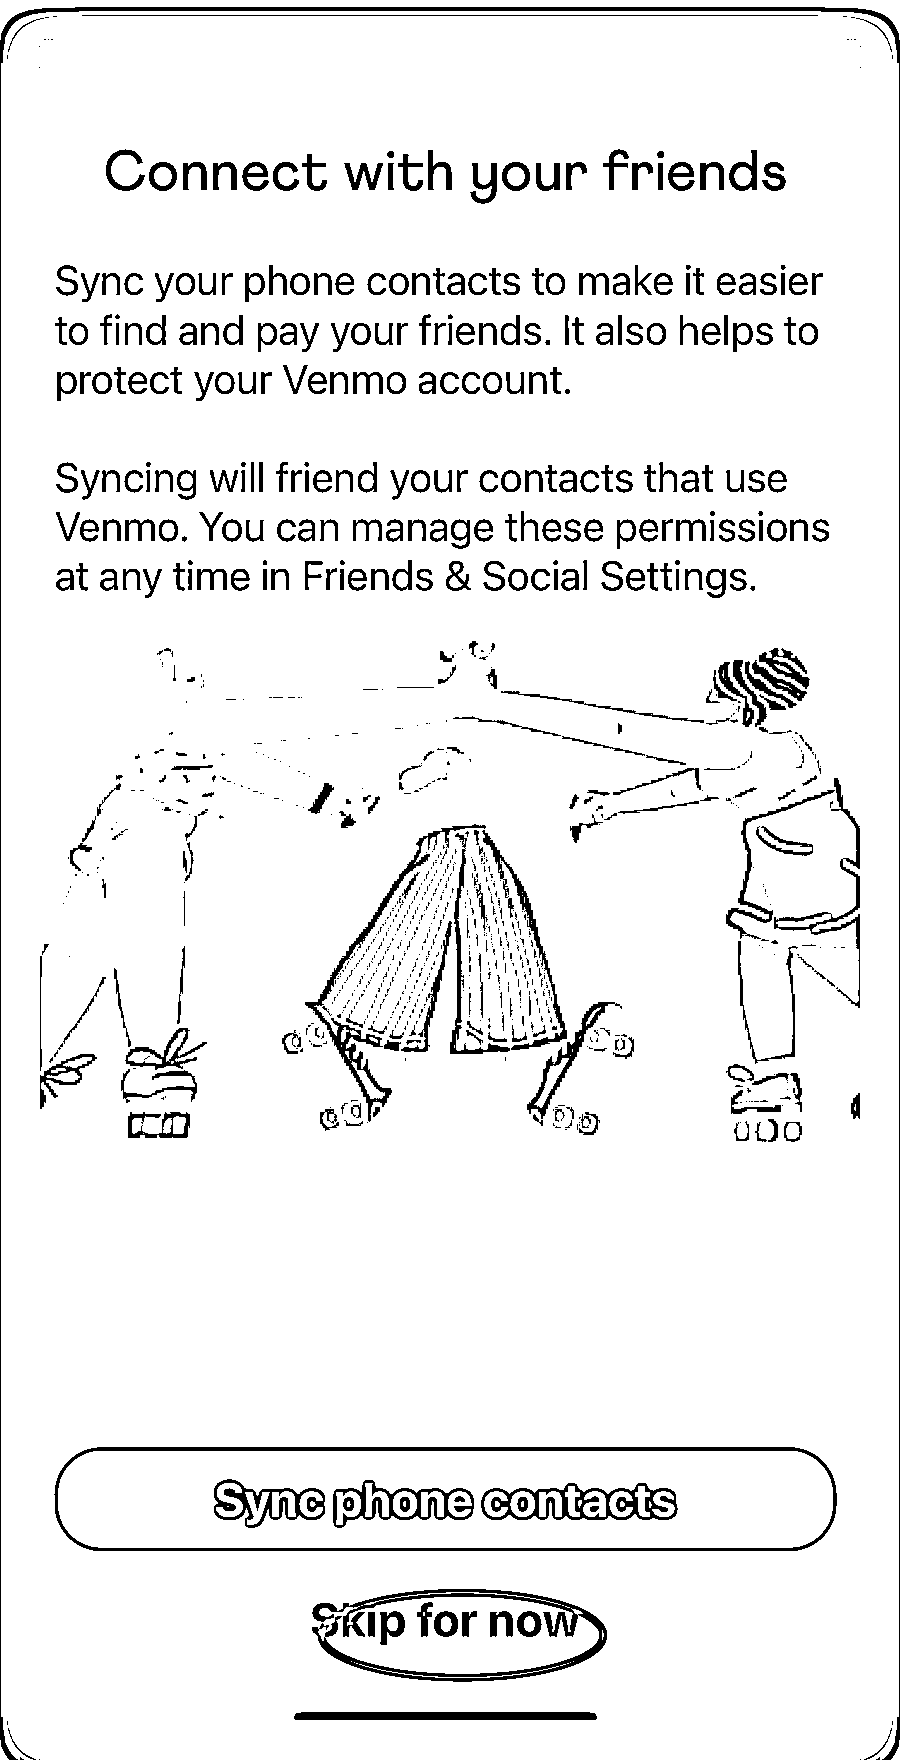 Connect with your friends
Sync your phone contacts to make it easier
to find and pay your friends. It also helps to
protect your Venmo account.
Syncing will friend your contacts that use
Venmo. You can manage these permissions
at any time in Friends & Social Settings.
Sync phone contacts
Skip for now